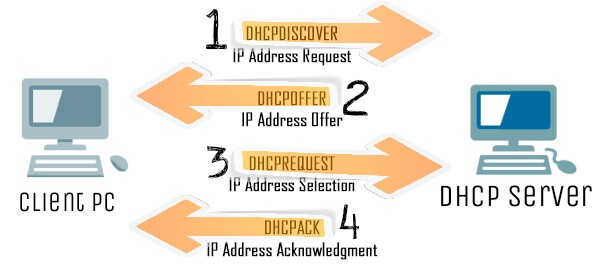 1 DHCPDISCOVER
IP Address Request
DHCPOFFER 2
IP Address Offer
3 DHCPREQUEST
IP Address Selection
DHCPACK 4
IP Address Acknowledgment
Client PC
DHCP Server